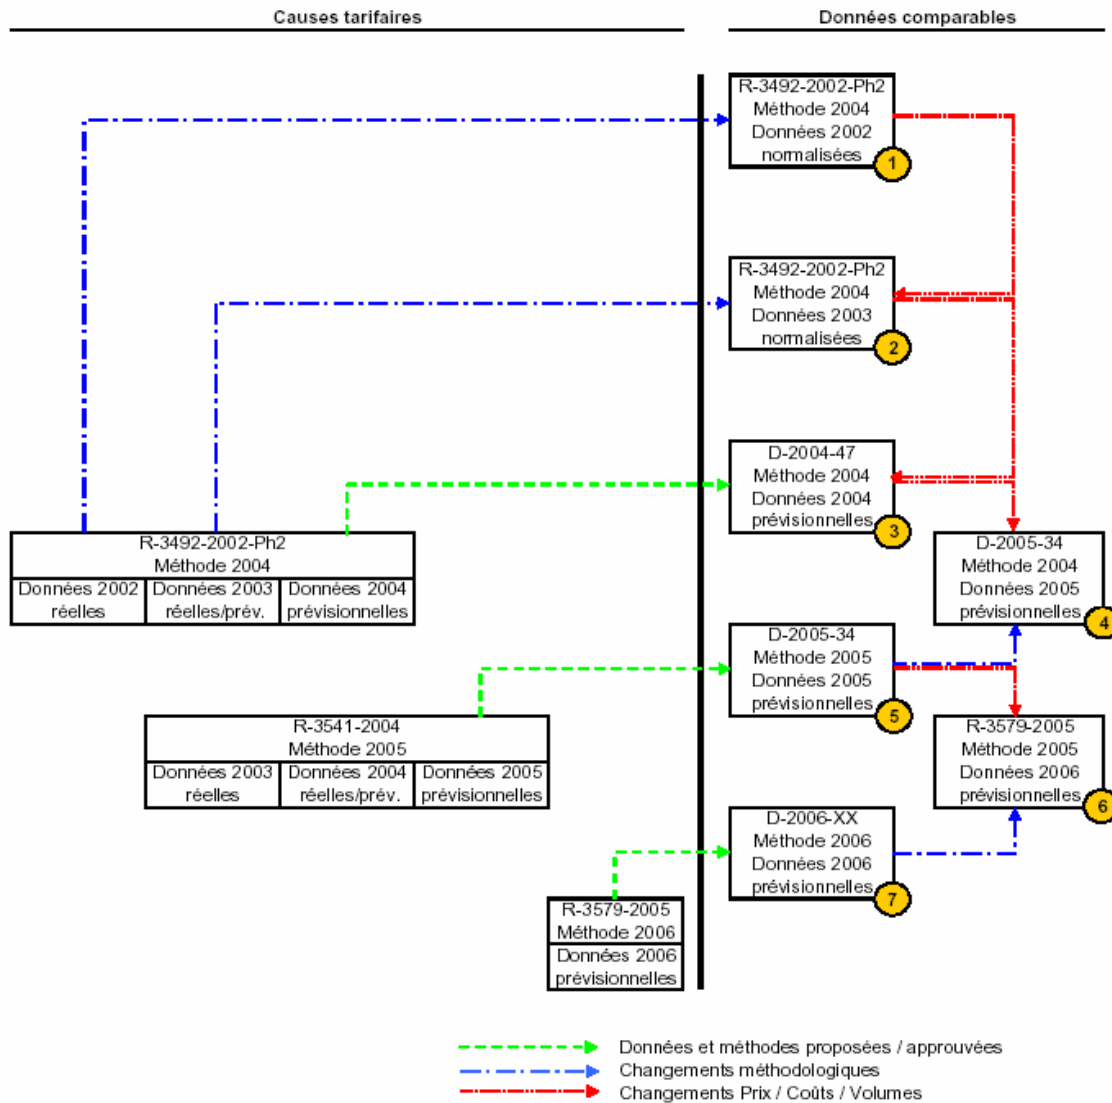 Causes tarifaires
Données comparables
R-3492-2002-Ph2
Méthode 2004
Données 2002
normalisées
1
R-3492-2002-Ph2
Méthode 2004
Données 2003
normalisées
2
D-2004-47
Méthode 2004
Données 2004
prévisionnelles
3
R-3492-2002-Ph2
Méthode 2004
Données 2002
réelles
Données 2003
réelles/prév.
Données 2004
prévisionnelles
D-2005-34
Méthode 2004
Données 2005
prévisionnelles
4
D-2005-34
Méthode 2005
Données 2005
prévisionnelles
5
R-3541-2004
Méthode 2005
Données 2003
réelles
Données 2004
réelles/prév.
Données 2005
prévisionnelles
R-3579-2005
Méthode 2005
Données 2006
prévisionnelles
6
D-2006-XX
Méthode 2006
Données 2006
prévisionnelles
7
R-3579-2005
Méthode 2006
Données 2006
prévisionnelles
Données et méthodes proposées / approuvées
Changements méthodologiques
Changements Prix / Coûts / Volumes